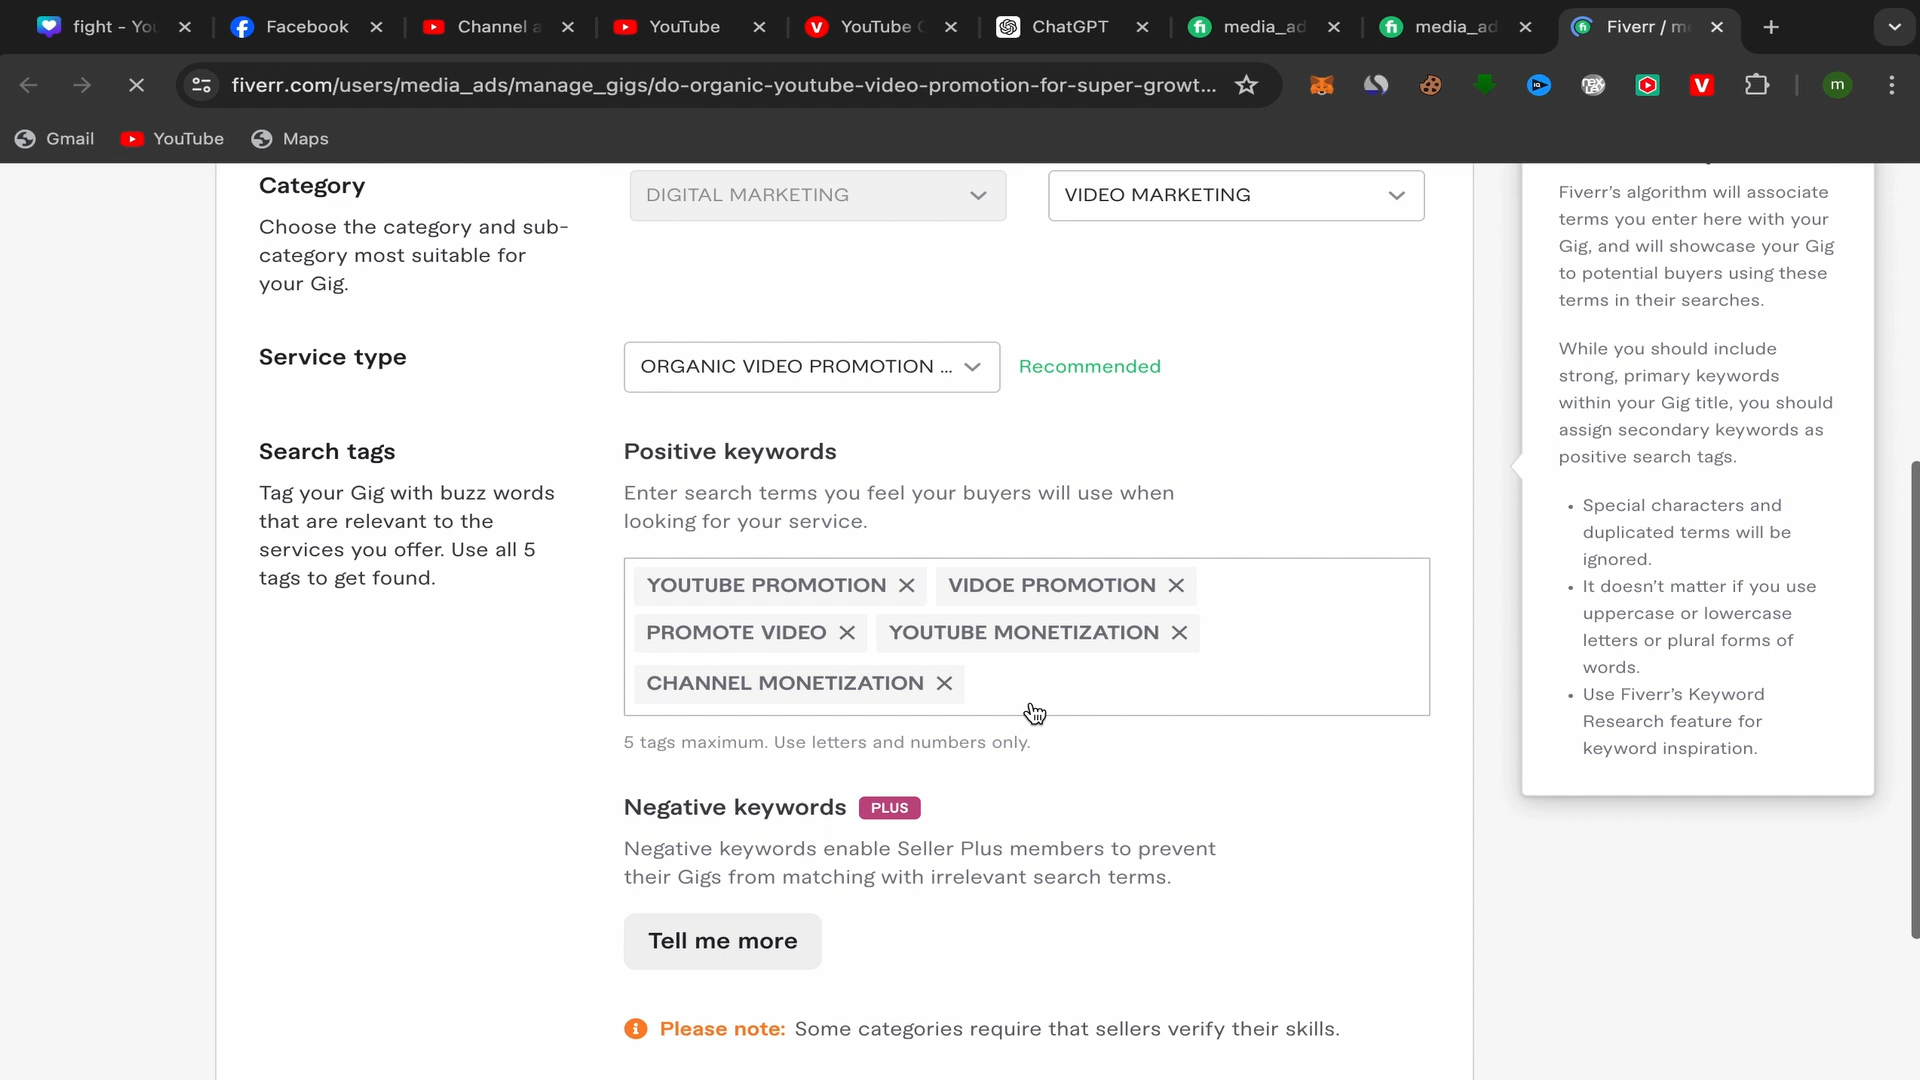 fight - You
Facebook
Channel a
YouTube
YouTube C
ChatGPT
media_ad
media_ad
Fiverr / m
fiverr.com/users/media_ads/manage_gigs/do-organic-youtube-video-promotion-for-super-growt...
m
Gmail
YouTube
Maps
Category
Choose the category and sub-
category most suitable for
your Gig.
DIGITAL MARKETING
VIDEO MARKETING
Service type
ORGANIC VIDEO PROMOTION ...
Recommended
Search tags
Tag your Gig with buzz words
that are relevant to the
services you offer. Use all 5
tags to get found.
Positive keywords
Enter search terms you feel your buyers will use when
looking for your service.
YOUTUBE PROMOTION
VIDOE PROMOTION
PROMOTE VIDEO
YOUTUBE MONETIZATION
CHANNEL MONETIZATION
5 tags maximum. Use letters and numbers only.
Negative keywords PLUS
Negative keywords enable Seller Plus members to prevent
their Gigs from matching with irrelevant search terms.
Tell me more
Please note: Some categories require that sellers verify their skills.
Fiverr's algorithm will associate
terms you enter here with your
Gig, and will showcase your Gig
to potential buyers using these
terms in their searches.
While you should include
strong, primary keywords
within your Gig title, you should
assign secondary keywords as
positive search tags.
• Special characters and
duplicated terms will be
ignored.
• It doesn't matter if you use
uppercase or lowercase
letters or plural forms of
words.
• Use Fiverr's Keyword
Research feature for
keyword inspiration.